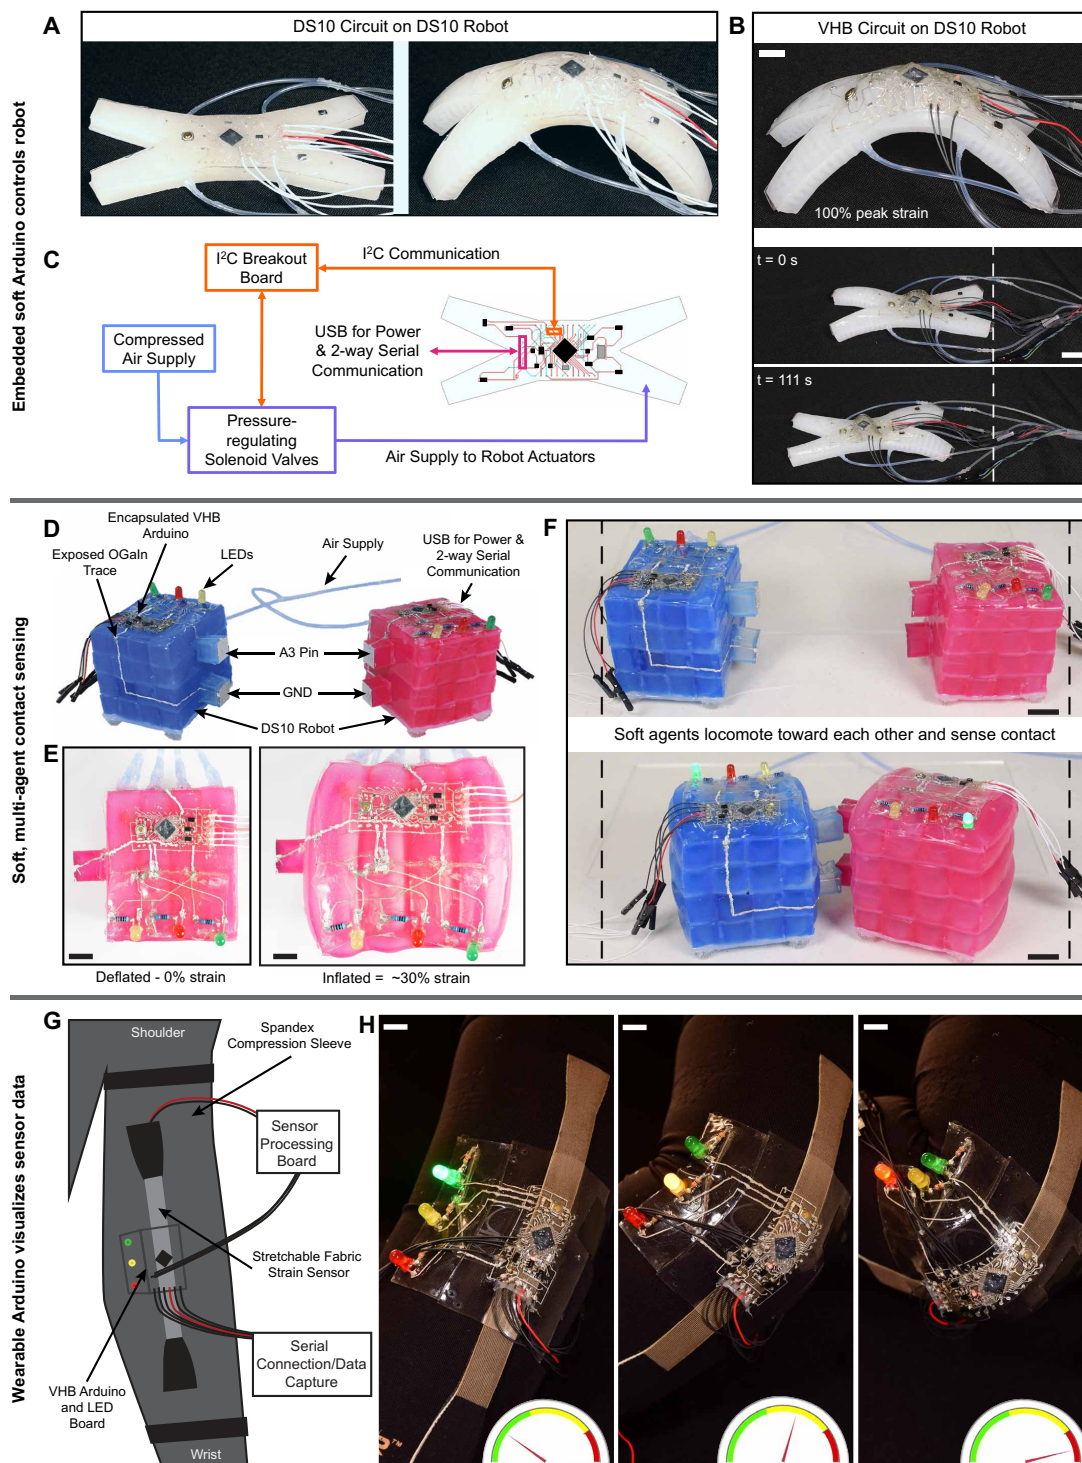 Embedded soft Arduino controls robot
A
DS10 Circuit on DS10 Robot
B
VHB Circuit on DS10 Robot
100% peak strain
t = 0 s
t = 111 s
C
I²C Breakout
Board
I²C Communication
Compressed
Air Supply
USB for Power
& 2-way Serial
Communication
Pressure-
regulating
Solenoid Valves
Air Supply to Robot Actuators
Soft, multi-agent contact sensing
D
Encapsulated VHB
Arduino
Exposed OGaIn
Trace
LEDs
Air Supply
USB for Power &
2-way Serial
Communication
A3 Pin
GND
DS10 Robot
E
Deflated - 0% strain
Inflated = ~30% strain
F
Soft agents locomote toward each other and sense contact
Wearable Arduino visualizes sensor data
G
Shoulder
Spandex
Compression Sleeve
Sensor
Processing
Board
Stretchable Fabric
Strain Sensor
Serial
Connection/Data
Capture
VHB Arduino
and LED
Board
Wrist
H